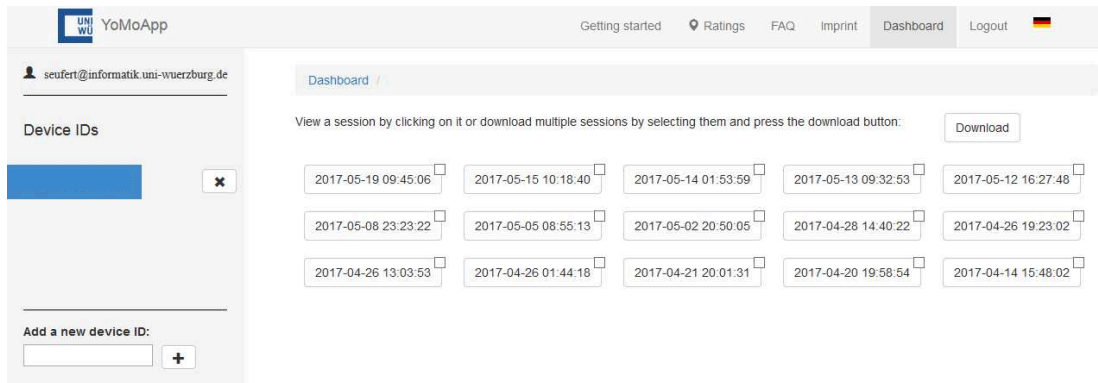 UNI WÜ YoMoApp Getting started Ratings FAQ Imprint Dashboard Logout
seufert@informatik.uni-wuerzburg.de
Device IDs
Add a new device ID:
Dashboard /
View a session by clicking on it or download multiple sessions by selecting them and press the download button: Download
2017-05-19 09:45:06 2017-05-15 10:18:40 2017-05-14 01:53:59 2017-05-13 09:32:53 2017-05-12 16:27:48
2017-05-08 23:23:22 2017-05-05 08:55:13 2017-05-02 20:50:05 2017-04-28 14:40:22 2017-04-26 19:23:02
2017-04-26 13:03:53 2017-04-26 01:44:18 2017-04-21 20:01:31 2017-04-20 19:58:54 2017-04-14 15:48:02